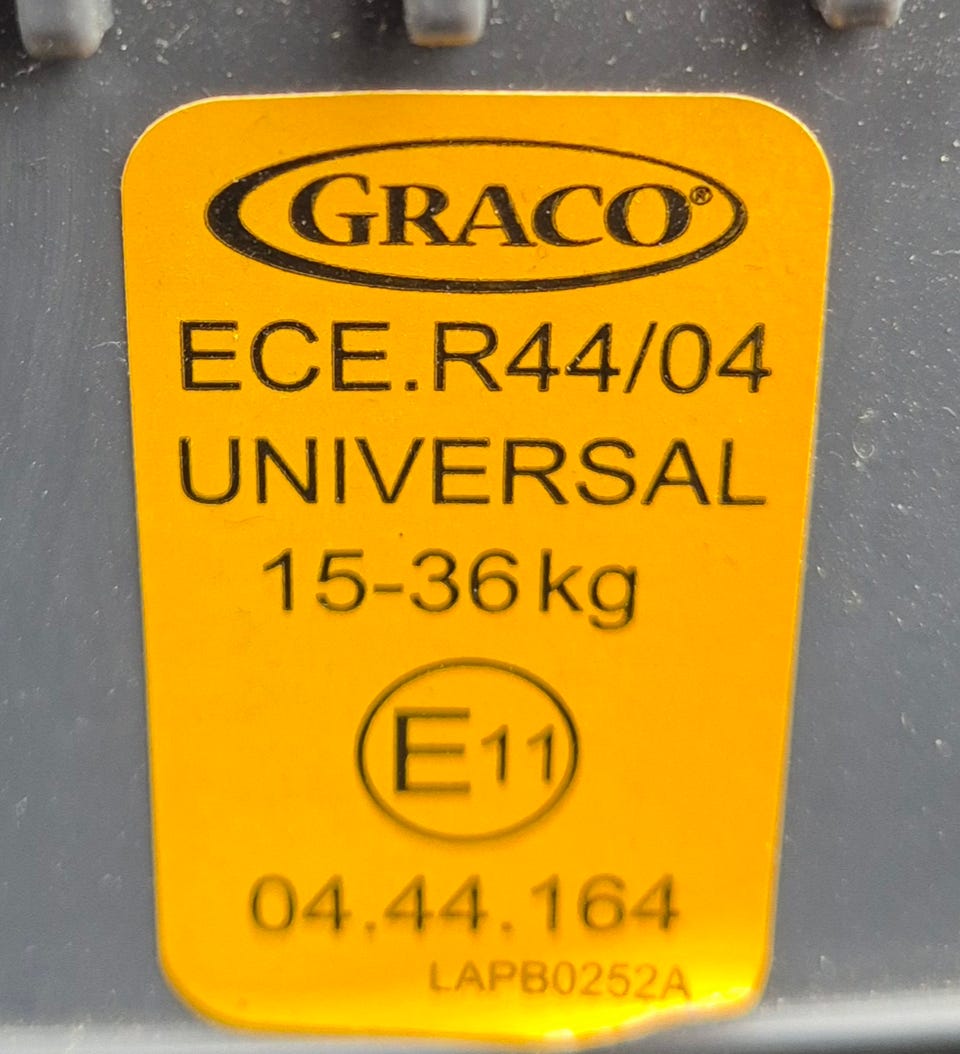 GRACO®
ECE.R44/04
UNIVERSAL
15-36kg
E11
04.44.164
LAPB0252A